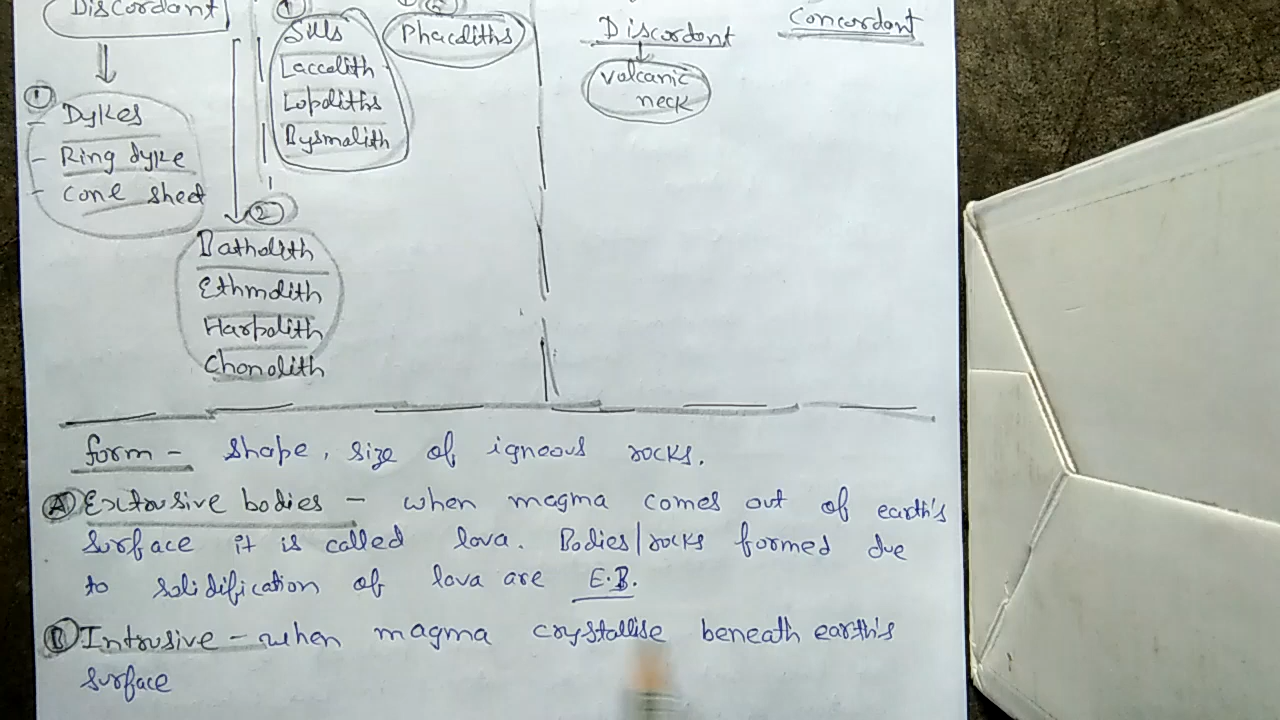 Discordant
①
Sills
Laccolith
Lopoliths
Bysmalith
Phacoliths
①
- Dykes
- Ring dyke
- Cone sheet
②
Batholith
Ethmolith
Harpolith
Chonolith
Discordant
Volcanic
neck
Concordant
form - shape, size of igneous rocks.
Ⓐ Extrusive bodies - when magma comes out of earth's
surface it is called lava. Bodies/rocks formed due
to solidification of lava are E.B.
Ⓑ Intrusive - when magma crystallise beneath earth's
surface